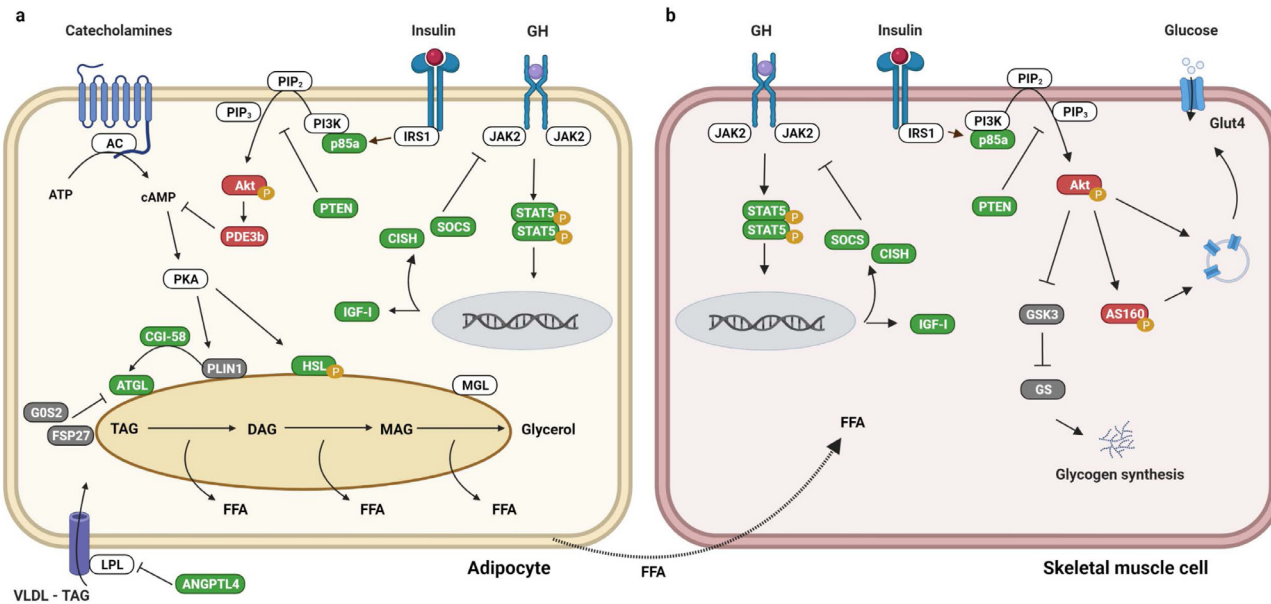 a
Catecholamines
Insulin
GH
PIP2
PIP3
PI3K
p85a
IRS1
JAK2
JAK2
AC
ATP
cAMP
Akt
P
PDE3b
PTEN
CISH
SOCS
STAT5
P
STAT5
P
PKA
IGF-I
CGI-58
PLIN1
HSL
P
ATGL
MGL
G0S2
FSP27
TAG
DAG
MAG
Glycerol
FFA
FFA
FFA
LPL
ANGPTL4
VLDL - TAG
Adipocyte
FFA
b
GH
Insulin
Glucose
PIP2
PIP3
PI3K
p85a
JAK2
JAK2
IRS1
Glut4
Akt
P
PTEN
STAT5
P
STAT5
P
SOCS
CISH
IGF-I
GSK3
AS160
P
GS
FFA
Glycogen synthesis
Skeletal muscle cell